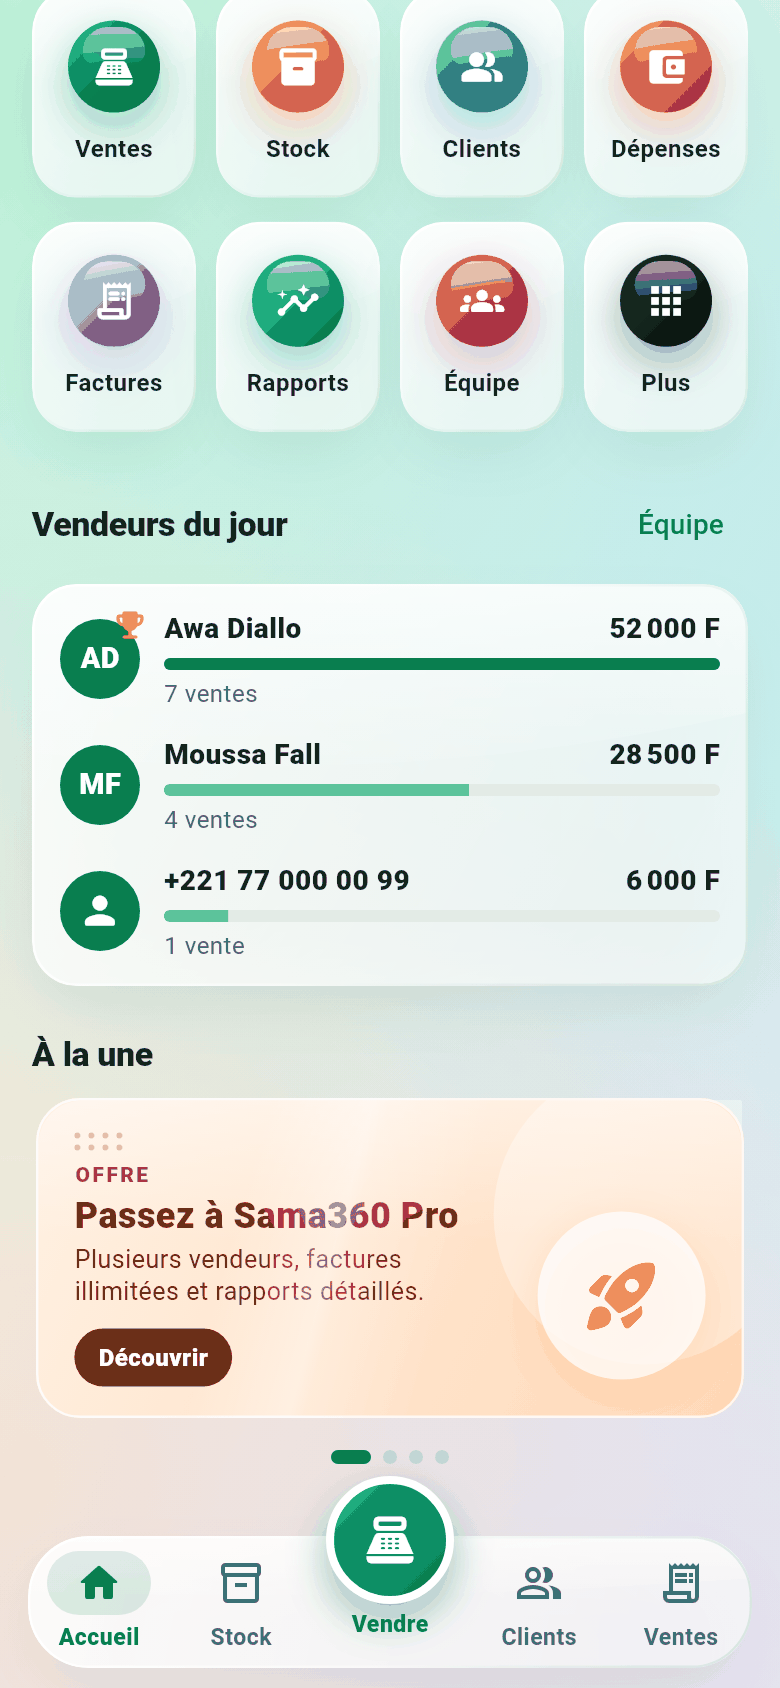 Ventes
Stock
Clients
Dépenses
Factures
Rapports
Équipe
Plus
Vendeurs du jour
Équipe
AD
Awa Diallo
52 000 F
7 ventes
MF
Moussa Fall
28 500 F
4 ventes
+221 77 000 00 99
6 000 F
1 vente
À la une
OFFRE
Passez à Sama360 Pro
Plusieurs vendeurs, factures
illimitées et rapports détaillés.
Découvrir
Accueil
Stock
Vendre
Clients
Ventes